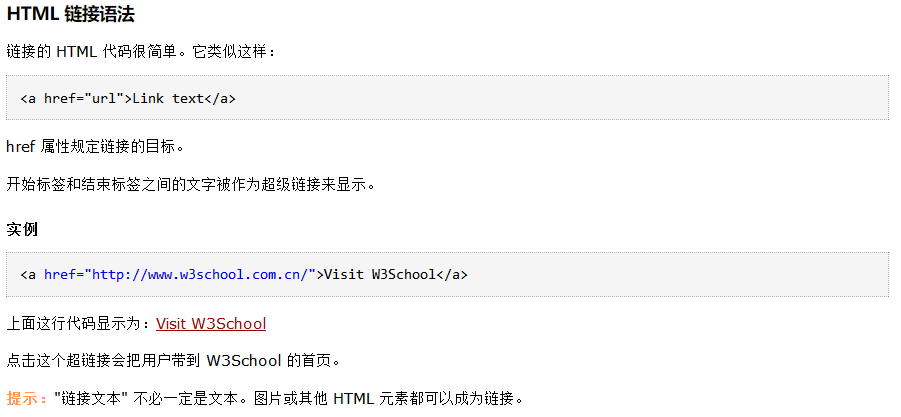 HTML 链接语法
链接的 HTML 代码很简单。它类似这样：
<a href="url">Link text</a>
href 属性规定链接的目标。
开始标签和结束标签之间的文字被作为超级链接来显示。
实例
<a href="http://www.w3school.com.cn/">Visit W3School</a>
上面这行代码显示为：Visit W3School
点击这个超链接会把用户带到 W3School 的首页。
提示："链接文本" 不必一定是文本。图片或其他 HTML 元素都可以成为链接。